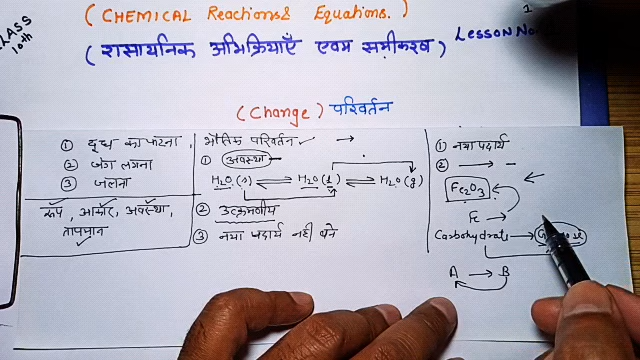 (CHEMICAL Reactions& Equations.)
1
CLASS 10th
(रासायनिक अभिक्रियाएँ एवम समीकरण)
LESSON No
(Change) परिवर्तन
① दूध का फटना
② जंग लगना
③ जलना
रूप, आकार, अवस्था,
तापमान
भौतिक परिवर्तन ✓ →
① अवस्था
H₂O(s) ⇌ H₂O(l) ⇌ H₂O(g)
② उत्क्रमणीय
③ नया पदार्थ नहीं बने
① नया पदार्थ
② → -
Fe₂O₃
Fe
Carbohydrate →
A → B